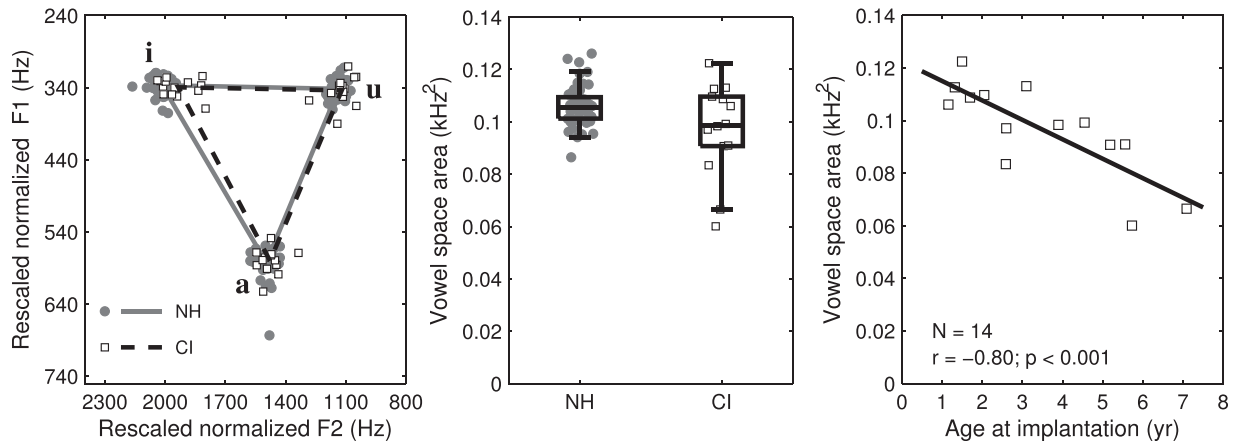 240
340
440
540
640
740
Rescaled normalized F1 (Hz)
i
u
a
NH
CI
2300 2000 1700 1400 1100 800
Rescaled normalized F2 (Hz)
0.14
0.12
0.1
0.08
0.06
0.04
0.02
0
Vowel space area (kHz²)
NH CI
0.14
0.12
0.1
0.08
0.06
0.04
0.02
0
Vowel space area (kHz²)
N = 14
r = −0.80; p < 0.001
0 1 2 3 4 5 6 7 8
Age at implantation (yr)